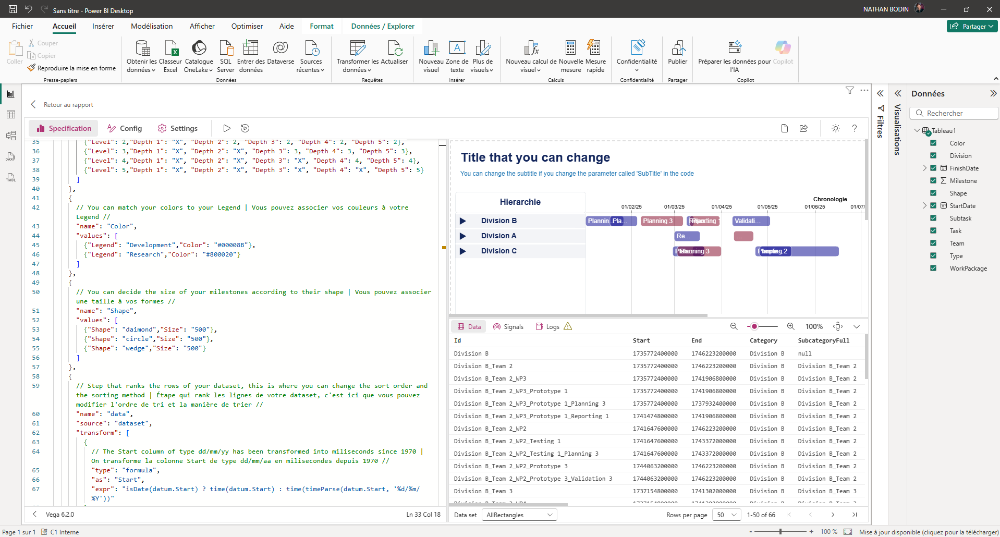 Sans titre - Power BI Desktop
NATHAN BODIN
Fichier Accueil Insérer Modélisation Afficher Optimiser Aide Format Données / Explorer Partager
Coller
Couper
Copier
Reproduire la mise en forme
Presse-papiers
Obtenir les données
Classeur Excel
Catalogue OneLake
SQL Server
Entrer des données
Dataverse
Sources récentes
Données
Transformer les données
Actualiser
Requêtes
Nouveau visuel
Zone de texte
Plus de visuels
Insérer
Nouveau calcul de visuel
Nouvelle mesure
Mesure rapide
Calculs
Confidentialité
Confidentialité
Publier
Partager
Préparer les données pour l'IA
Copilot
Copilot
Retour au rapport
Specification Config Settings
35 {"Level": 2,"Depth 1": "X", "Depth 2": 2, "Depth 3": 2, "Depth 4": 2, "Depth 5": 2},
36 {"Level": 3,"Depth 1": "X", "Depth 2": "X", "Depth 3": 3, "Depth 4": 3, "Depth 5": 3},
37 {"Level": 4,"Depth 1": "X", "Depth 2": "X", "Depth 3": "X", "Depth 4": 4, "Depth 5": 4},
38 {"Level": 5,"Depth 1": "X", "Depth 2": "X", "Depth 3": "X", "Depth 4": "X", "Depth 5": 5}
39 ]
40 },
41 {
42 // You can match your colors to your Legend | Vous pouvez associer vos couleurs à votre
Legend //
43 "name": "Color",
44 "values": [
45 {"Legend": "Development","Color": "#00008B"},
46 {"Legend": "Research","Color": "#800020"}
47 ]
48 },
49 {
50 // You can decide the size of your milestones according to their shape | Vous pouvez associer
une taille à vos formes //
51 "name": "Shape",
52 "values": [
53 {"Shape": "daimond","Size": "500"},
54 {"Shape": "circle","Size": "500"},
55 {"Shape": "wedge","Size": "500"}
56 ]
57 },
58 {
59 // Step that ranks the rows of your dataset, this is where you can change the sort order and
the sorting method | Étape qui rank les lignes de votre dataset, c'est ici que vous pouvez
modifier l'ordre de tri et la manière de trier //
60 "name": "data",
61 "source": "dataset",
62 "transform": [
63 {
64 // The Start column of type dd/mm/yy has been transformed into miliseconds since 1970 |
On transforme la colonne Start de type dd/mm/aa en milisecondes depuis 1970 //
65 "type": "formula",
66 "as": "Start",
67 "expr": "isDate(datum.Start) ? time(datum.Start) : time(timeParse(datum.Start, '%d/%m/
%Y'))"
Vega 6.2.0
Ln 33 Col 18
Title that you can change
You can change the subtitle if you change the parameter called 'SubTitle' in the code
Hierarchie
Chronologie
01/02/25 01/03/25 01/04/25 01/05/25 01/06/25 01/07/
Division B Plannin... Pla... Planning 3 Validati...
Division A Re... ...
Division C
Data Signals Logs 100%
Id Start End Category SubcategoryFull
Division B 1735772400000 1746223200000 Division B null
Division B_Team 2 1735772400000 1746223200000 Division B Division B_Team 2
Division B_Team 2_WP3 1735772400000 1741906800000 Division B Division B_Team 2
Division B_Team 2_WP3_Prototype 1 1735772400000 1741906800000 Division B Division B_Team 2
Division B_Team 2_WP3_Prototype 1_Planning 3 1735772400000 1737932400000 Division B Division B_Team 2
Division B_Team 2_WP3_Prototype 1_Reporting 1 1741474800000 1741906800000 Division B Division B_Team 2
Division B_Team 2_WP2 1741647600000 1746223200000 Division B Division B_Team 2
Division B_Team 2_WP2_Testing 1 1741647600000 1743372000000 Division B Division B_Team 2
Division B_Team 2_WP2_Testing 1_Planning 3 1741647600000 1743372000000 Division B Division B_Team 2
Division B_Team 2_WP2_Prototype 3 1744063200000 1746223200000 Division B Division B_Team 2
Division B_Team 2_WP2_Prototype 3_Validation 3 1744063200000 1746223200000 Division B Division B_Team 2
Division B_Team 3 1737154800000 1741302000000 Division B Division B_Team 3
Data set AllRectangles Rows per page 50 1-50 of 66
Filtres
Visualisations
Données
Rechercher
Tableau1
Color
Division
FinishDate
Milestone
Shape
StartDate
Subtask
Task
Team
Type
WorkPackage
Page 1 sur 1 C1 Interne
- + 100 % Mise à jour disponible (cliquez pour la télécharger)